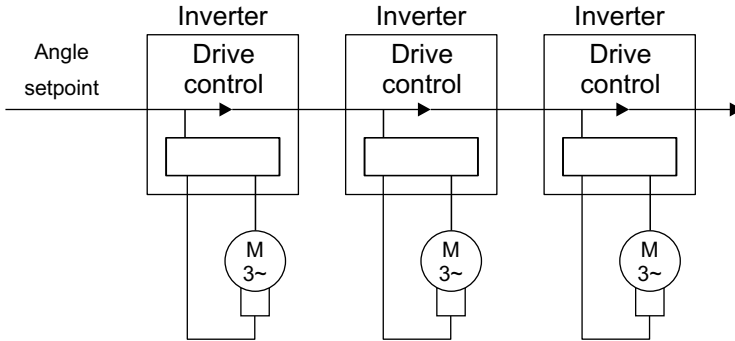 Inverter
Inverter
Inverter
Angle
setpoint
Drive
control
Drive
control
Drive
control
M
3~
M
3~
M
3~